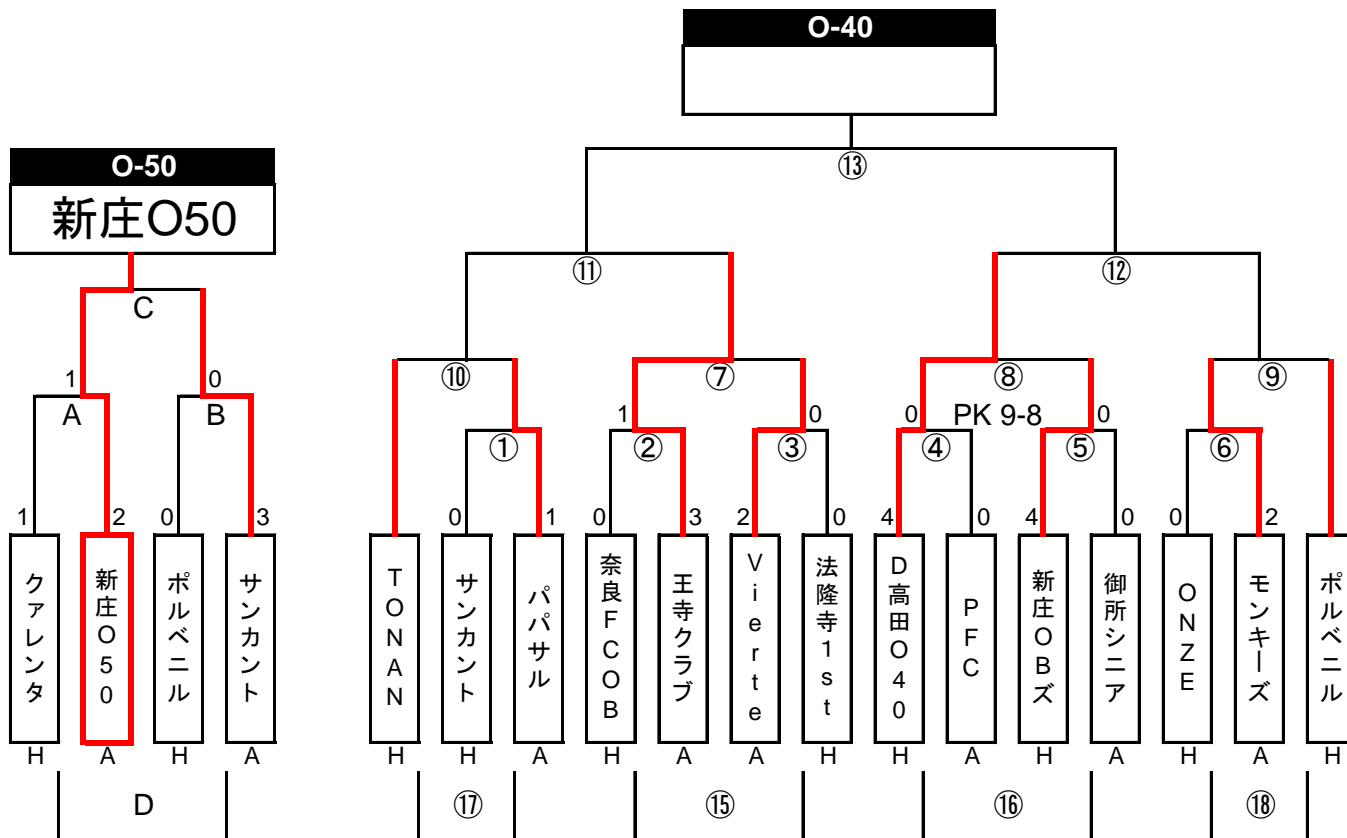 O-40
O-50
新庄O50
⑬
⑪
⑫
C
⑩
⑦
⑧
⑨
1
0
A
B
1
0
0
PK 9-8
0
①
②
③
④
⑤
⑥
1
2
0
3
0
1
0
3
2
0
4
0
4
0
0
2
クァレンタ
新庄O50
ポルベニル
サンカント
TONAN
サンカント
パパサル
奈良FCOB
王寺クラブ
Vierte
法隆寺1st
D高田O40
PFC
新庄OBズ
御所シニア
ONZE
モンキーズ
ポルベニル
H
A
H
A
H
H
A
H
A
A
H
H
A
H
A
H
A
H
D
⑰
⑮
⑯
⑱